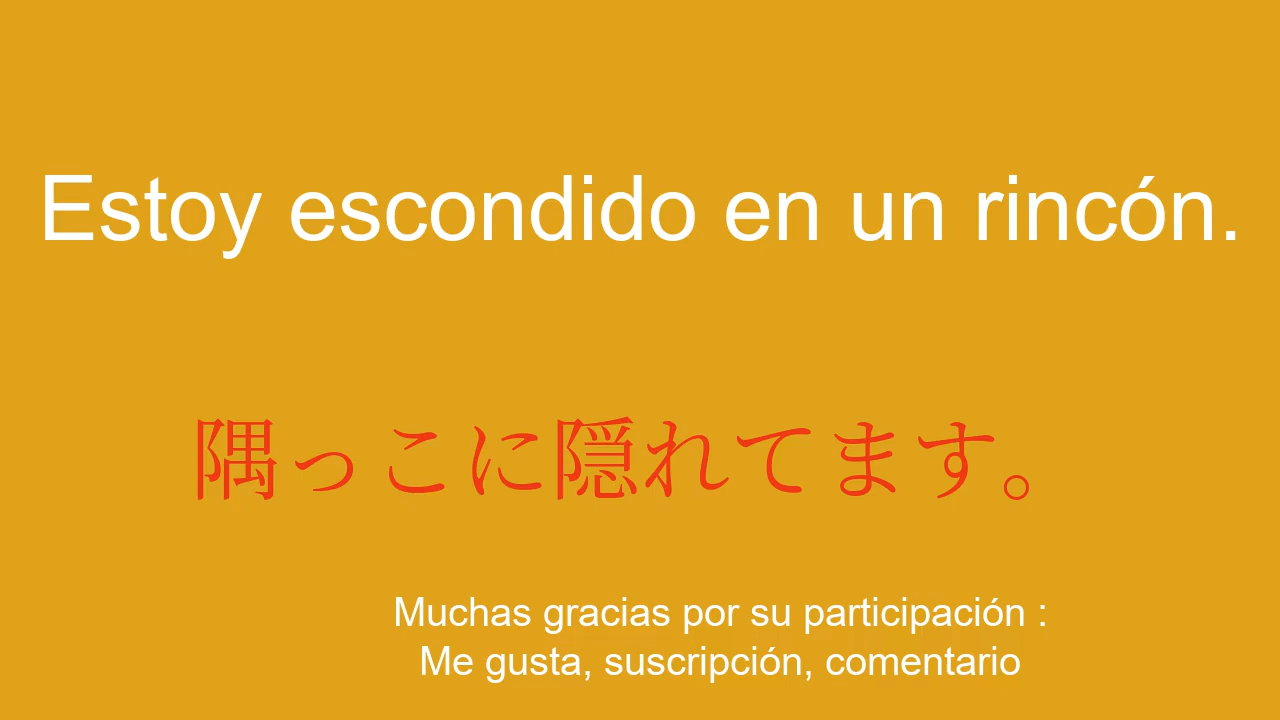 Estoy escondido en un rincón.
隅っこに隠れてます。
Muchas gracias por su participación :
Me gusta, suscripción, comentario